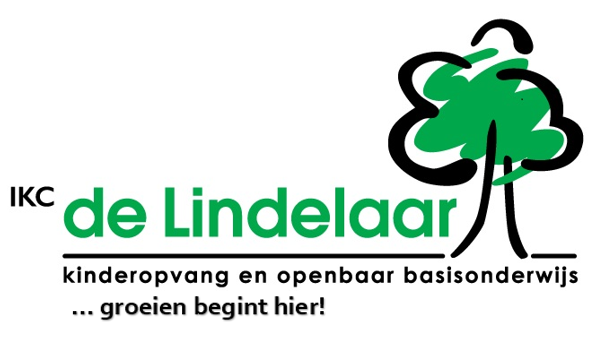 IKC de Lindelaar
kinderopvang en openbaar basisonderwijs
... groeien begint hier!